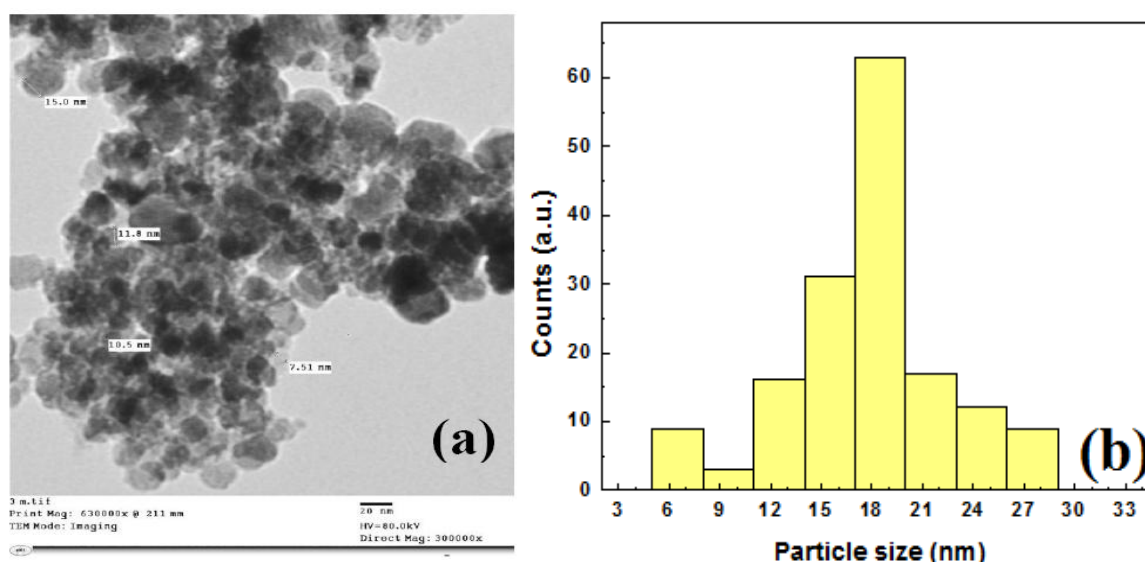 15.0 nm
11.8 nm
10.5 nm
7.51 nm
(a)
3 m.tif
Print Mag: 630000x @ 211 mm
TEM Mode: Imaging
20 nm
HV=80.0kV
Direct Mag: 300000x
Counts (a.u.)
60
50
40
30
20
10
0
3 6 9 12 15 18 21 24 27 30 33
Particle size (nm)
(b)